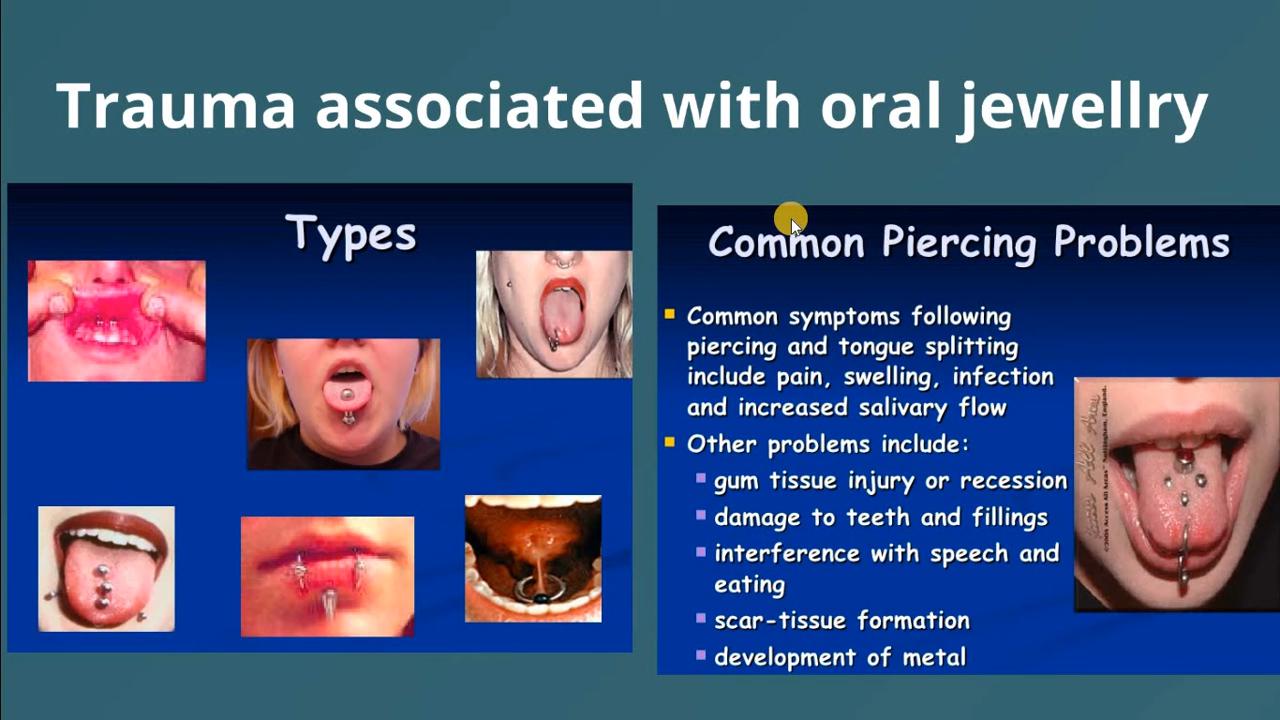 Trauma associated with oral jewellry
Types
Common Piercing Problems
Common symptoms following
piercing and tongue splitting
include pain, swelling, infection
and increased salivary flow
Other problems include:
gum tissue injury or recession
damage to teeth and fillings
interference with speech and
eating
scar-tissue formation
development of metal